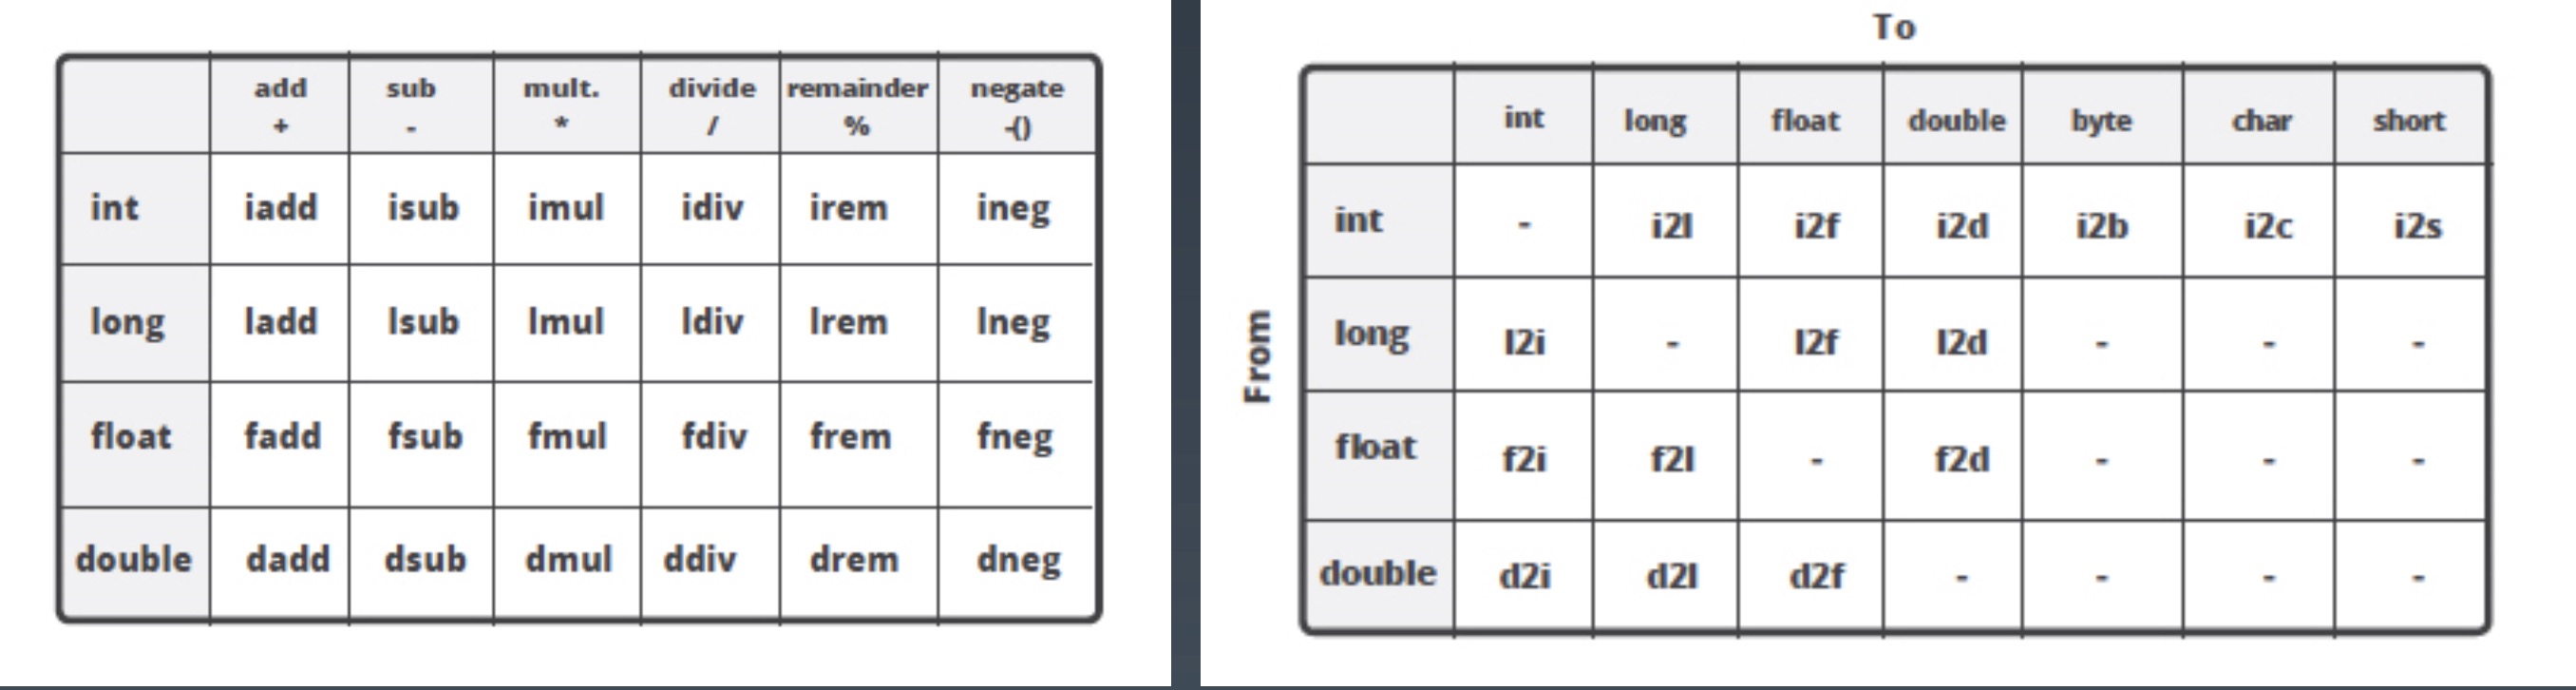 add sub mult. divide remainder negate
+ - * / % -()
int iadd isub imul idiv irem ineg
long ladd lsub lmul ldiv lrem lneg
float fadd fsub fmul fdiv frem fneg
double dadd dsub dmul ddiv drem dneg
To
From
int long float double byte char short
int - i2l i2f i2d i2b i2c i2s
long l2i - l2f l2d - - -
float f2i f2l - f2d - - -
double d2i d2l d2f - - - -